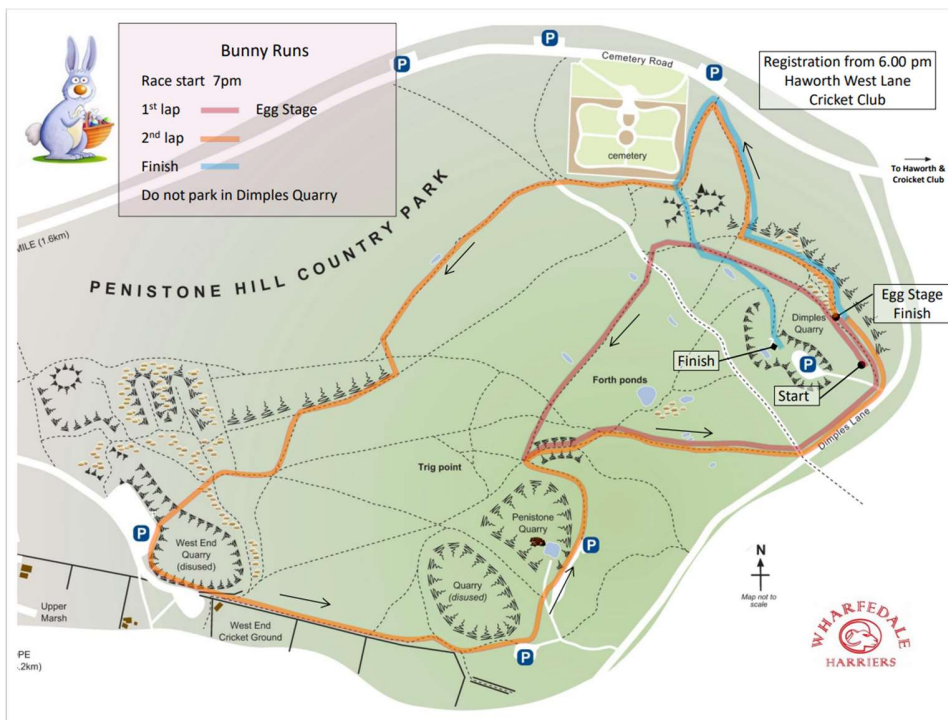 Bunny Runs
Race start 7pm
1st lap
Egg Stage
2nd lap
Finish
Do not park in Dimples Quarry
P
P
Cemetery Road
P
Registration from 6.00 pm
Haworth West Lane
Cricket Club
cemetery
To Haworth &
Croicket Club
MILE (1.6km)
PENISTONE HILL COUNTRY PARK
Egg Stage
Finish
Dimples
Quarry
Finish
P
Start
Forth ponds
Dimples Lane
Trig point
Penistone
Quarry
P
West End
Quarry
(disused)
P
Quarry
(disused)
N
Map not to
scale
Upper
Marsh
West End
Cricket Ground
P
OPE
.2km)
WHARFEDALE
HARRIERS